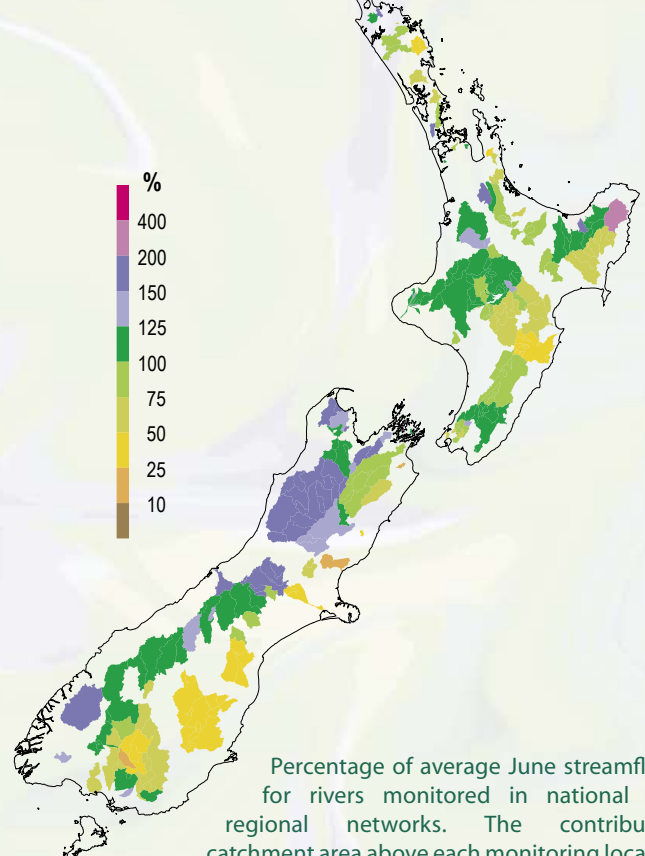 %
400
200
150
125
100
75
50
25
10
Percentage of average June streamfl
for rivers monitored in national
regional networks. The contribu
catchment area above each monitoring loca